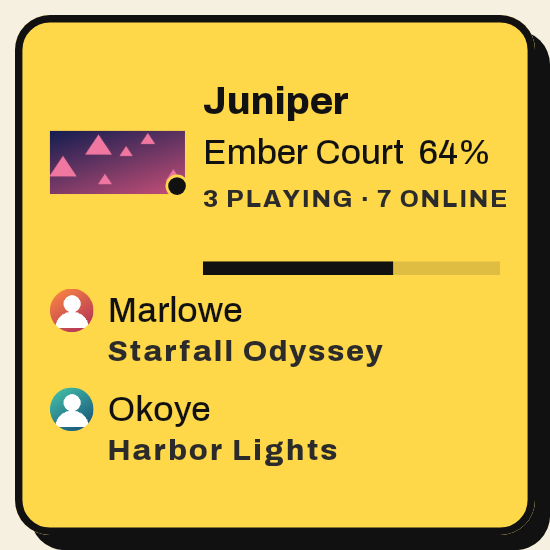 Juniper
Ember Court 64%
3 PLAYING · 7 ONLINE
Marlowe
Starfall Odyssey
Okoye
Harbor Lights